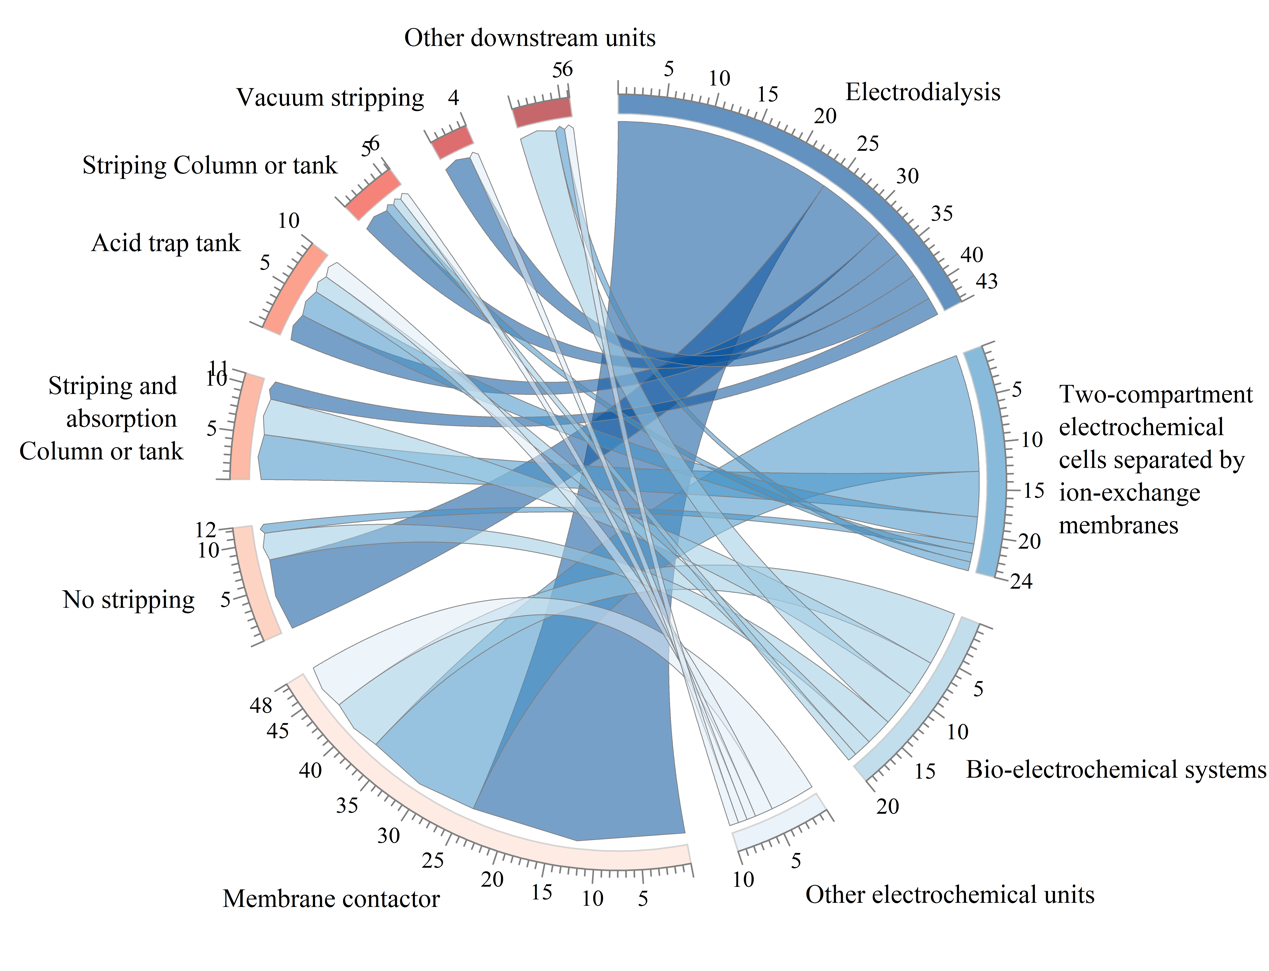 Other downstream units
56
Vacuum stripping
4
Striping Column or tank
5
6
Acid trap tank
10
5
Striping and
absorption
Column or tank
11
10
5
No stripping
12
10
5
Membrane contactor
48
45
40
35
30
25
20
15
10
5
Electrodialysis
5
10
15
20
25
30
35
40
43
Two-compartment
electrochemical
cells separated by
ion-exchange
membranes
5
10
15
20
24
Bio-electrochemical systems
5
10
15
20
Other electrochemical units
5
10